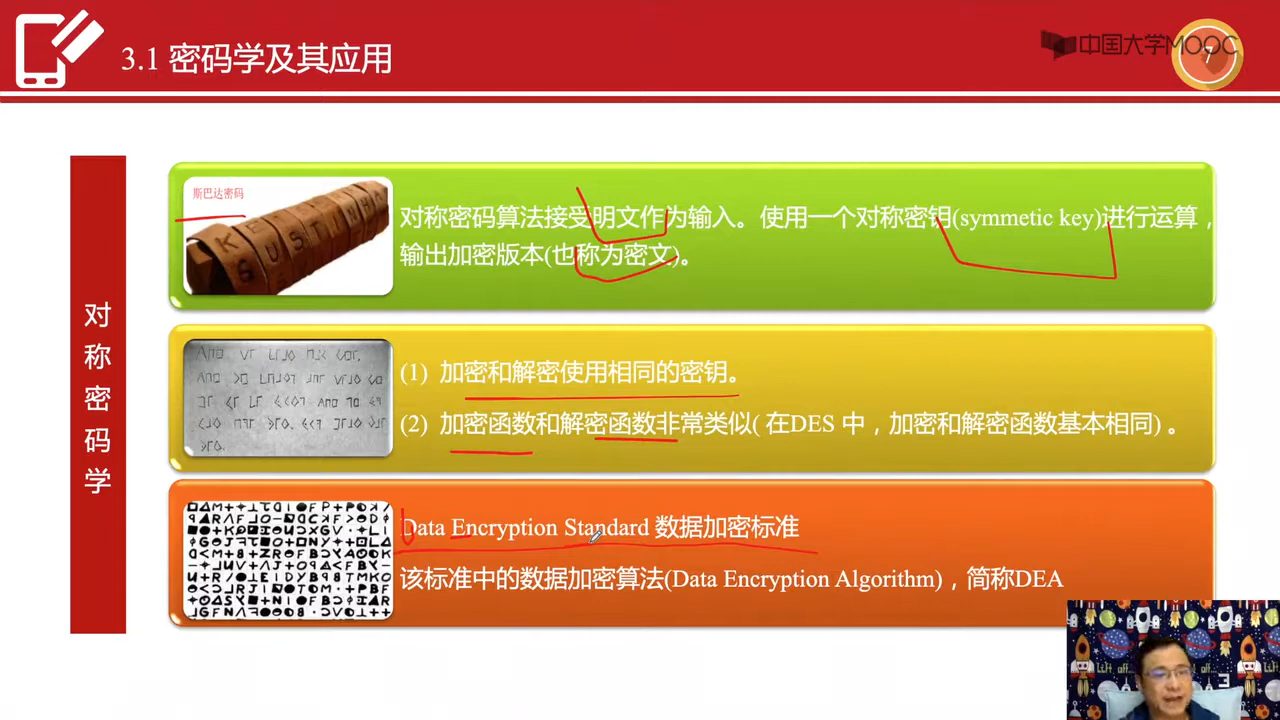 3.1 密码学及其应用
中国大学MOOC
7
对称密码学
斯巴达密码
对称密码算法接受明文作为输入。使用一个对称密钥(symmetic key)进行运算，
输出加密版本(也称为密文)。
(1) 加密和解密使用相同的密钥。
(2) 加密函数和解密函数非常类似( 在DES 中，加密和解密函数基本相同) 。
Data Encryption Standard 数据加密标准
该标准中的数据加密算法(Data Encryption Algorithm)，简称DEA